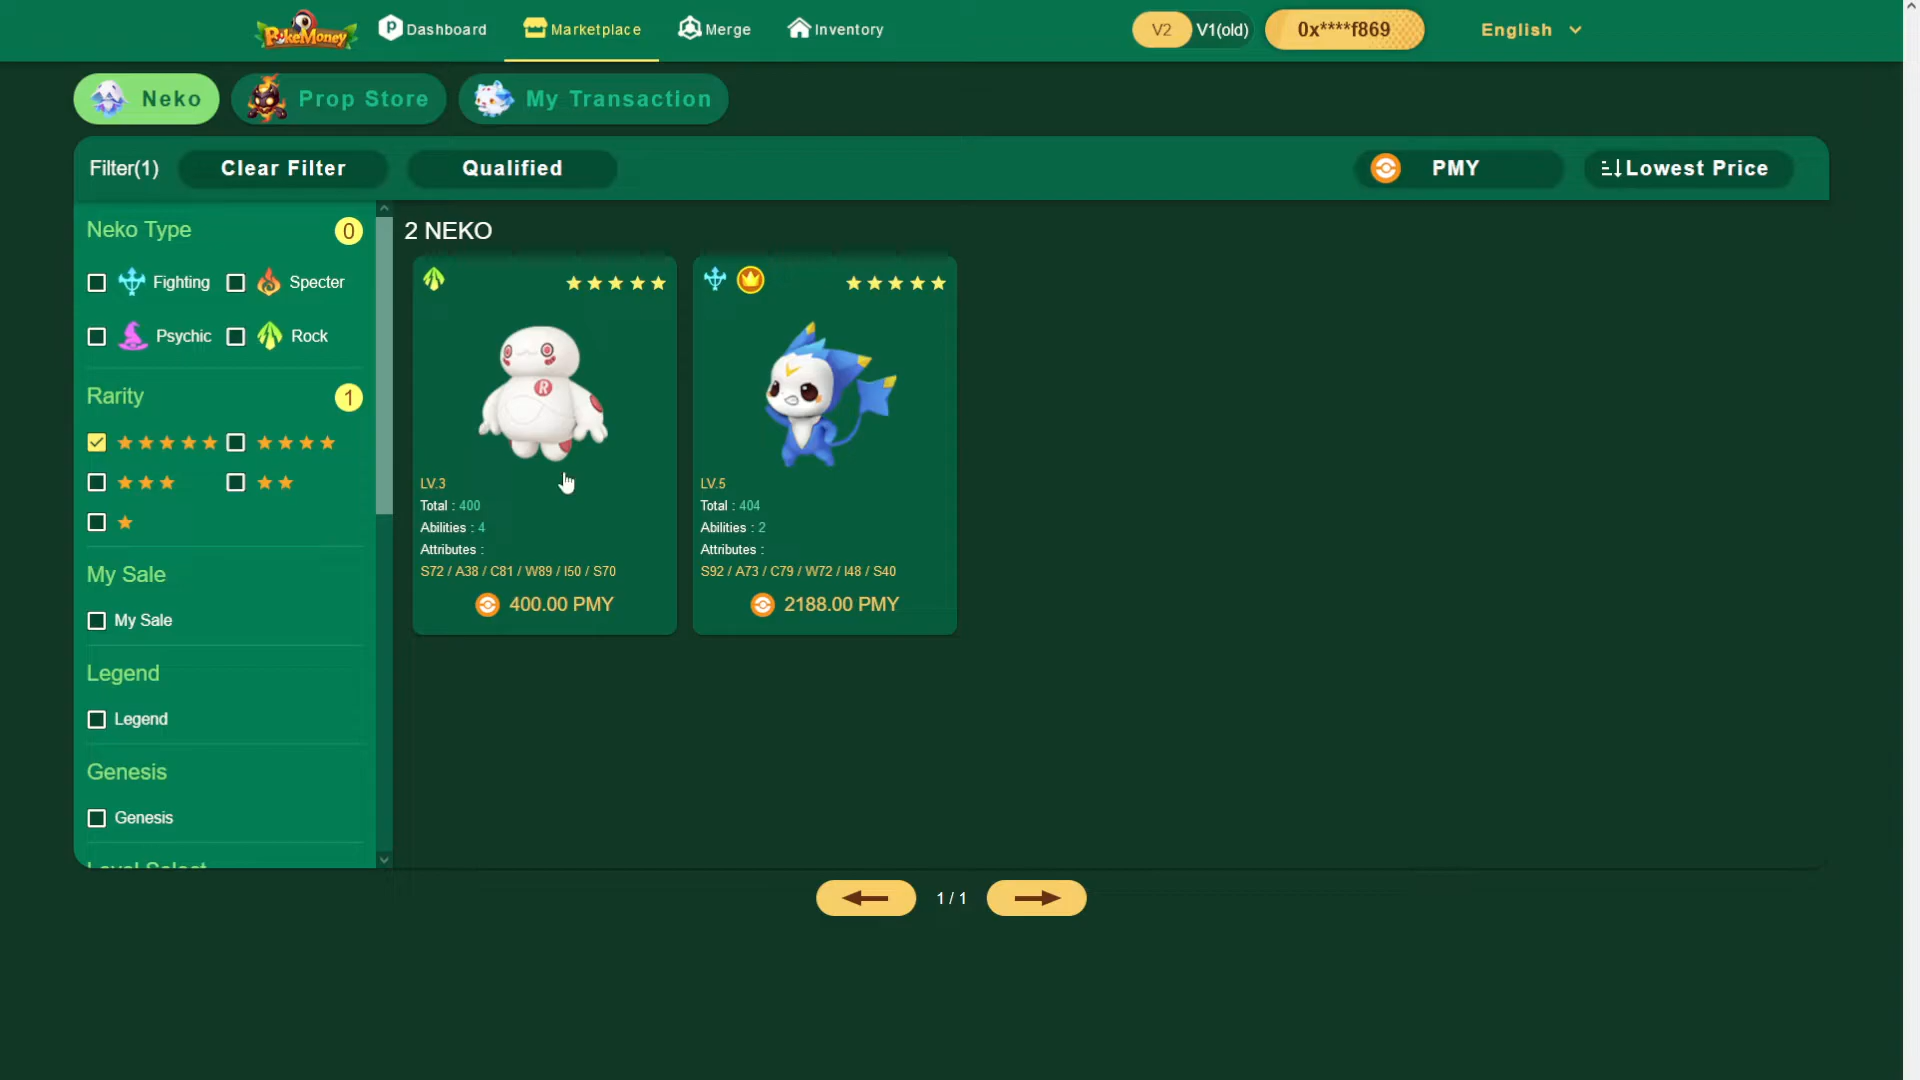 PokeMoney
Dashboard
Marketplace
Merge
Inventory
V2
V1(old)
0x****f869
English
Neko
Prop Store
My Transaction
Filter(1)
Clear Filter
Qualified
PMY
Lowest Price
Neko Type
0
Fighting
Specter
Psychic
Rock
Rarity
1
My Sale
My Sale
Legend
Legend
Genesis
Genesis
Level Select
2 NEKO
R
LV.3
Total : 400
Abilities : 4
Attributes :
S72 / A38 / C81 / W89 / I50 / S70
400.00 PMY
LV.5
Total : 404
Abilities : 2
Attributes :
S92 / A73 / C79 / W72 / I48 / S40
2188.00 PMY
1 / 1